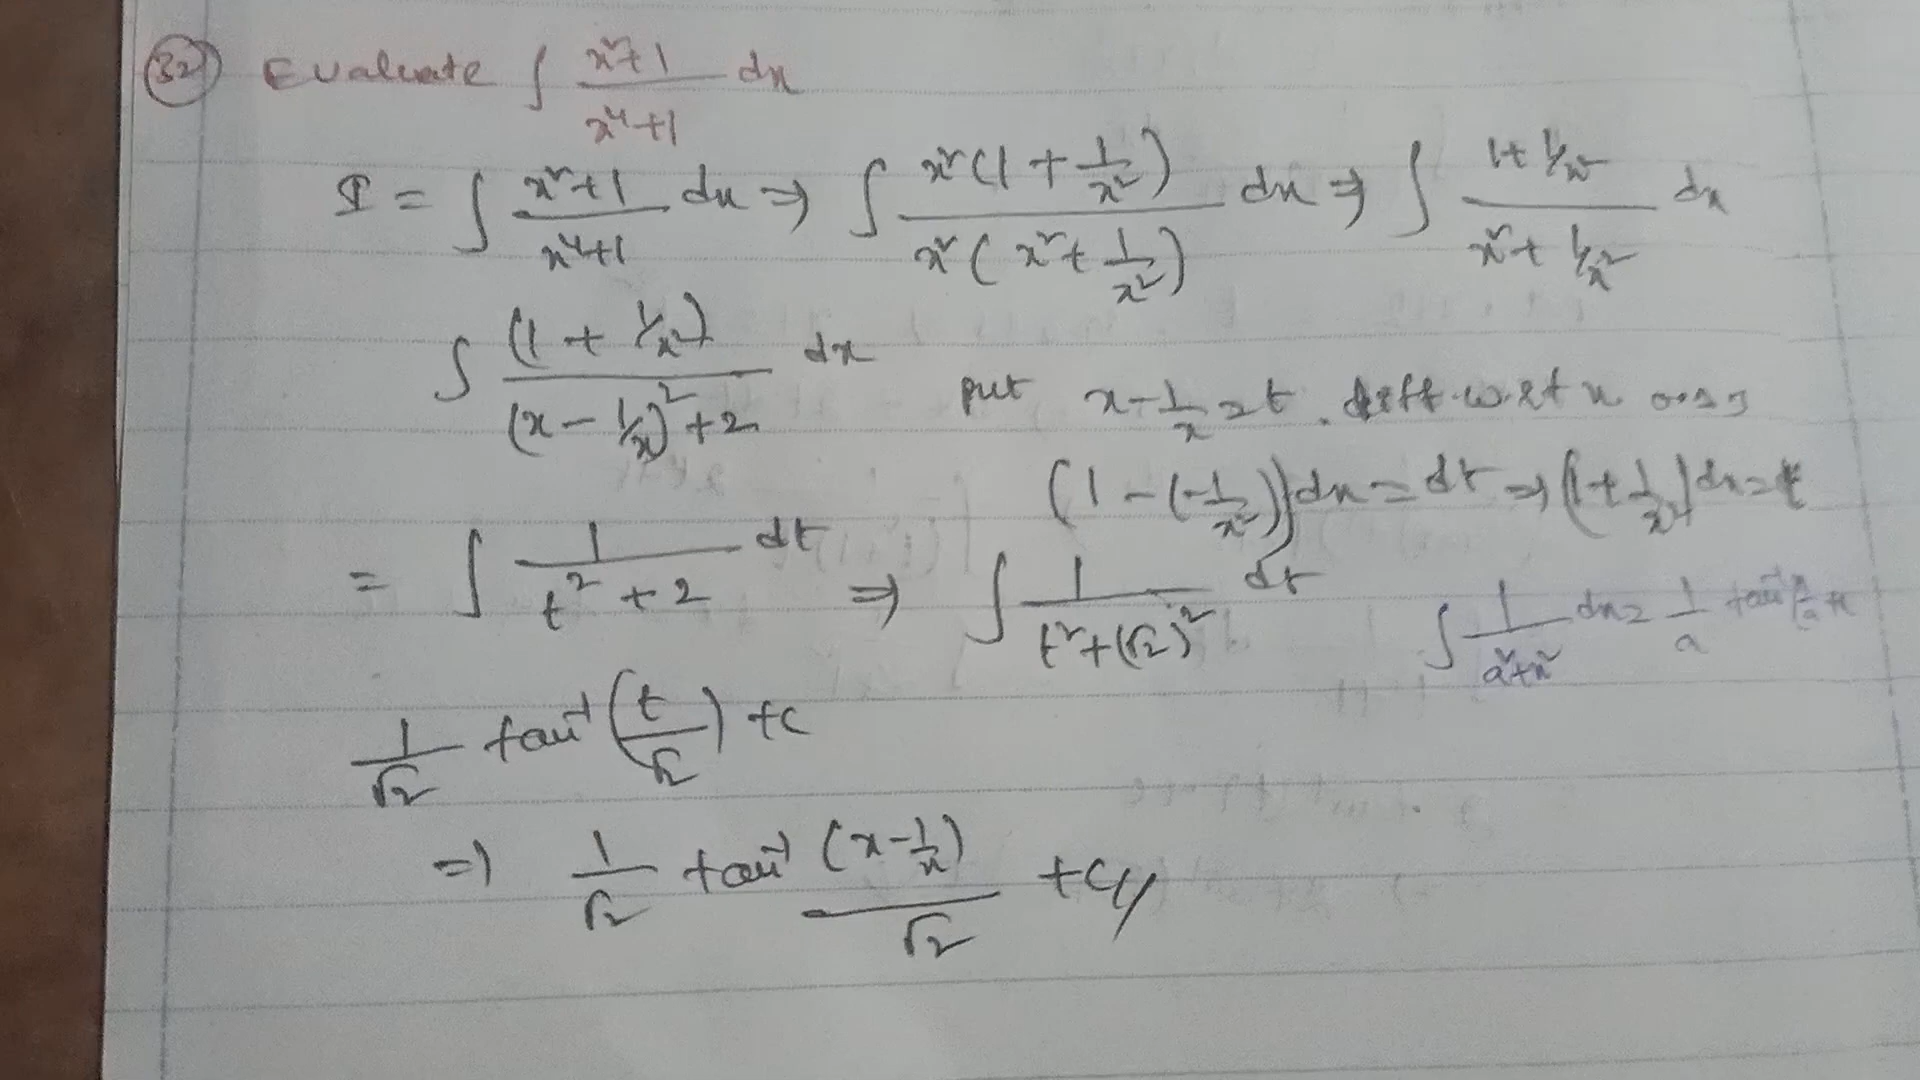 (32) Evaluate ∫ (x²+1)/(x⁴+1) dx
I = ∫ (x²+1)/(x⁴+1) dx ⇒ ∫ x²(1 + 1/x²)/x²(x² + 1/x²) dx ⇒ ∫ (1 + 1/x²)/(x² + 1/x²) dx
∫ (1 + 1/x²)/((x - 1/x)² + 2) dx put x - 1/x = t. diff. w.r.t x
(1 - (-1/x²)) dx = dt ⇒ (1 + 1/x²) dx = t
= ∫ 1/(t² + 2) dt ⇒ ∫ 1/(t² + (√2)²) dt ∫ 1/(a²+x²) dx = 1/a tan⁻¹ x/a + c
1/√2 tan⁻¹ (t/√2) + c
⇒ 1/√2 tan⁻¹ (x - 1/x)/√2 + c//